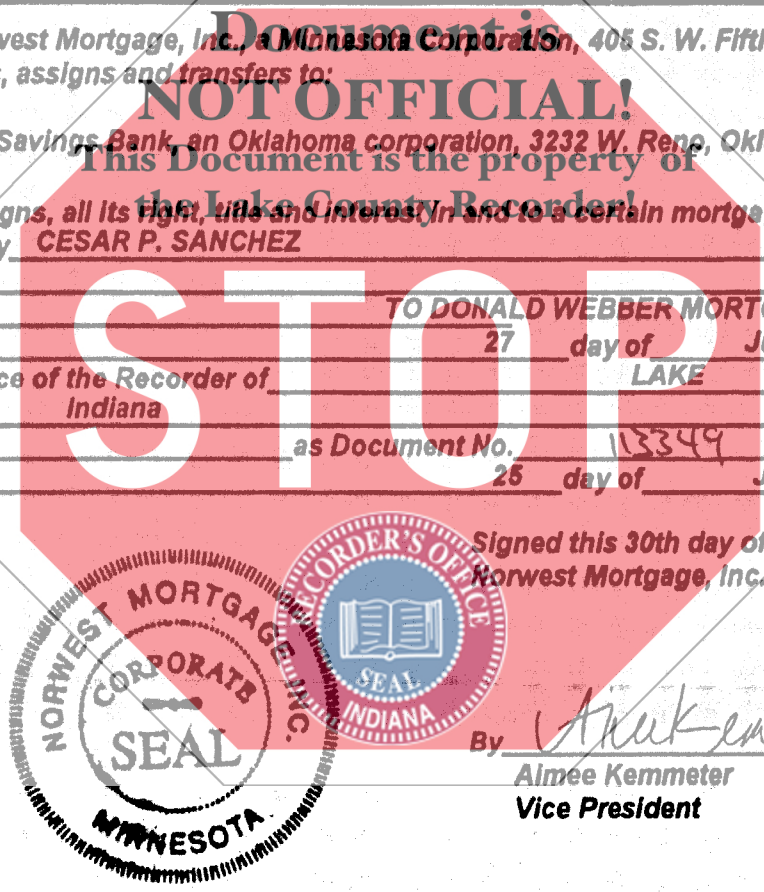 Document is
vest Mortgage, Inc., a Minnesota Corporation, 405 S. W. Fifth
, assigns and transfers to:
NOT OFFICIAL!
Savings Bank, an Oklahoma corporation, 3232 W. Reno, Okl
This Document is the property of
the Lake County Recorder!
gns, all its right, title and interest in and to a certain mortga
y CESAR P. SANCHEZ
STOP
TO DONALD WEBBER MORT
27 day of J
ce of the Recorder of LAKE
Indiana
as Document No. 113349
25 day of J
Signed this 30th day of
Norwest Mortgage, Inc.
RECORDER'S OFFICE
SEAL
INDIANA
NORWEST MORTGAGE INC.
CORPORATE
SEAL
MINNESOTA
By
Aimee Kemmeter
Vice President